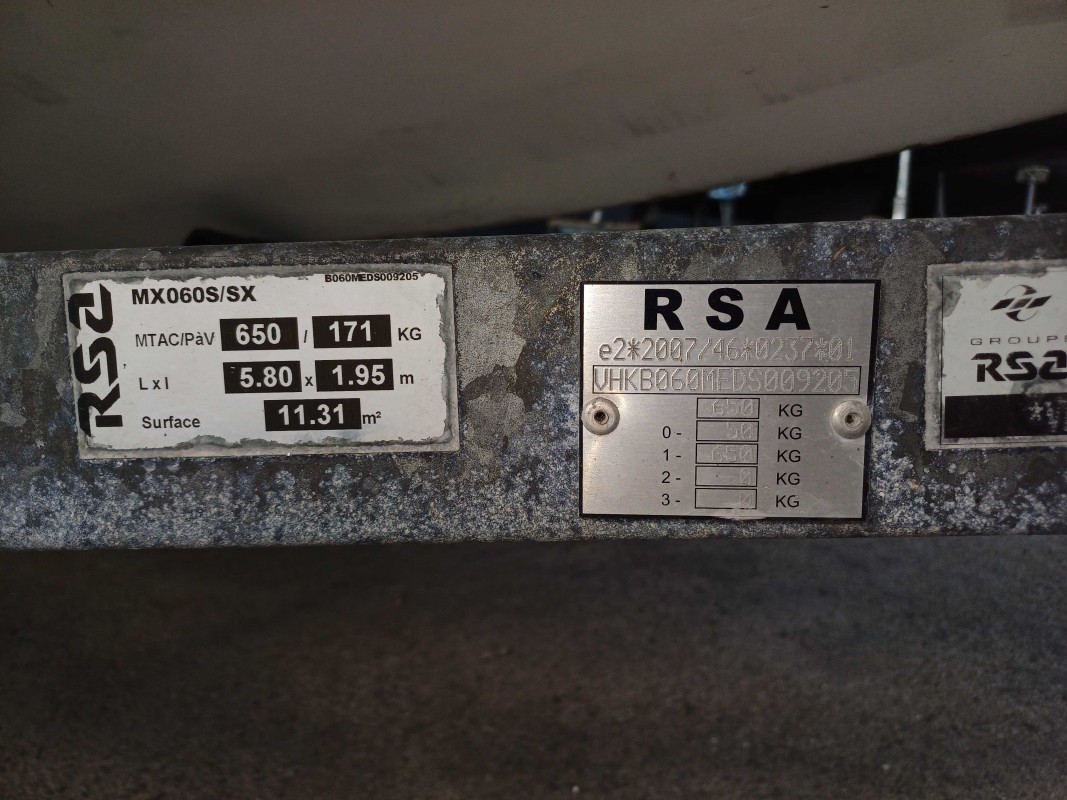 RSA
B060MEDS009205
MX060S/SX
MTAC/PàV 650 / 171 KG
L x l 5.80 x 1.95 m
Surface 11.31 m²
RSA
e2*2007/46*0237*01
VHKB060MEDS009205
650 KG
0- 50 KG
1- 650 KG
2- 0 KG
3- 0 KG
GROUPE
RSA